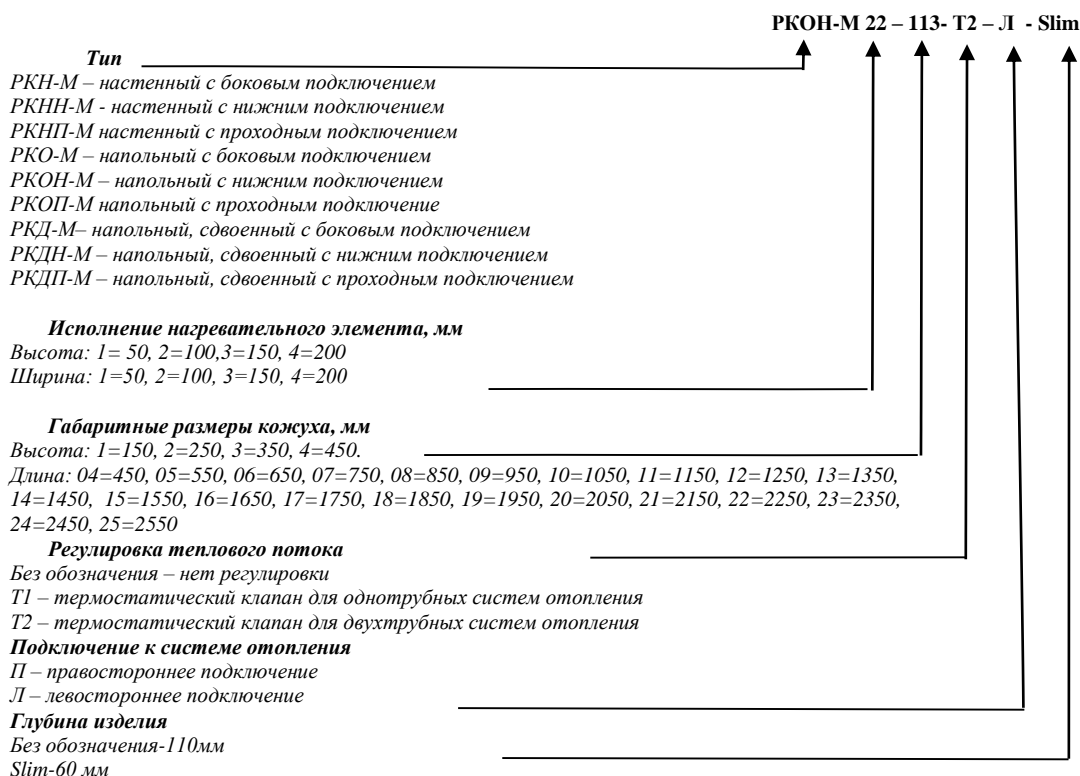 РКОН-М 22 – 113- Т2 – Л - Slim
Тип
РКН-М – настенный с боковым подключением
РКНН-М - настенный с нижним подключением
РКНП-М настенный с проходным подключением
РКО-М – напольный с боковым подключением
РКОН-М – напольный с нижним подключением
РКОП-М напольный с проходным подключение
РКД-М– напольный, сдвоенный с боковым подключением
РКДН-М – напольный, сдвоенный с нижним подключением
РКДП-М – напольный, сдвоенный с проходным подключением
Исполнение нагревательного элемента, мм
Высота: 1= 50, 2=100,3=150, 4=200
Ширина: 1=50, 2=100, 3=150, 4=200
Габаритные размеры кожуха, мм
Высота: 1=150, 2=250, 3=350, 4=450.
Длина: 04=450, 05=550, 06=650, 07=750, 08=850, 09=950, 10=1050, 11=1150, 12=1250, 13=1350,
14=1450, 15=1550, 16=1650, 17=1750, 18=1850, 19=1950, 20=2050, 21=2150, 22=2250, 23=2350,
24=2450, 25=2550
Регулировка теплового потока
Без обозначения – нет регулировки
Т1 – термостатический клапан для однотрубных систем отопления
Т2 – термостатический клапан для двухтрубных систем отопления
Подключение к системе отопления
П – правостороннее подключение
Л – левостороннее подключение
Глубина изделия
Без обозначения-110мм
Slim-60 мм